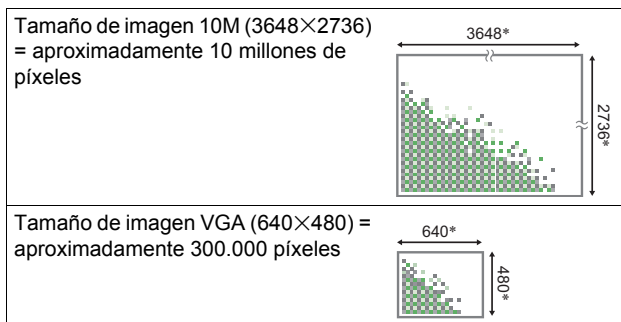 Tamaño de imagen 10M (3648×2736)
= aproximadamente 10 millones de
píxeles
3648*
2736*
Tamaño de imagen VGA (640×480) =
aproximadamente 300.000 píxeles
640*
480*